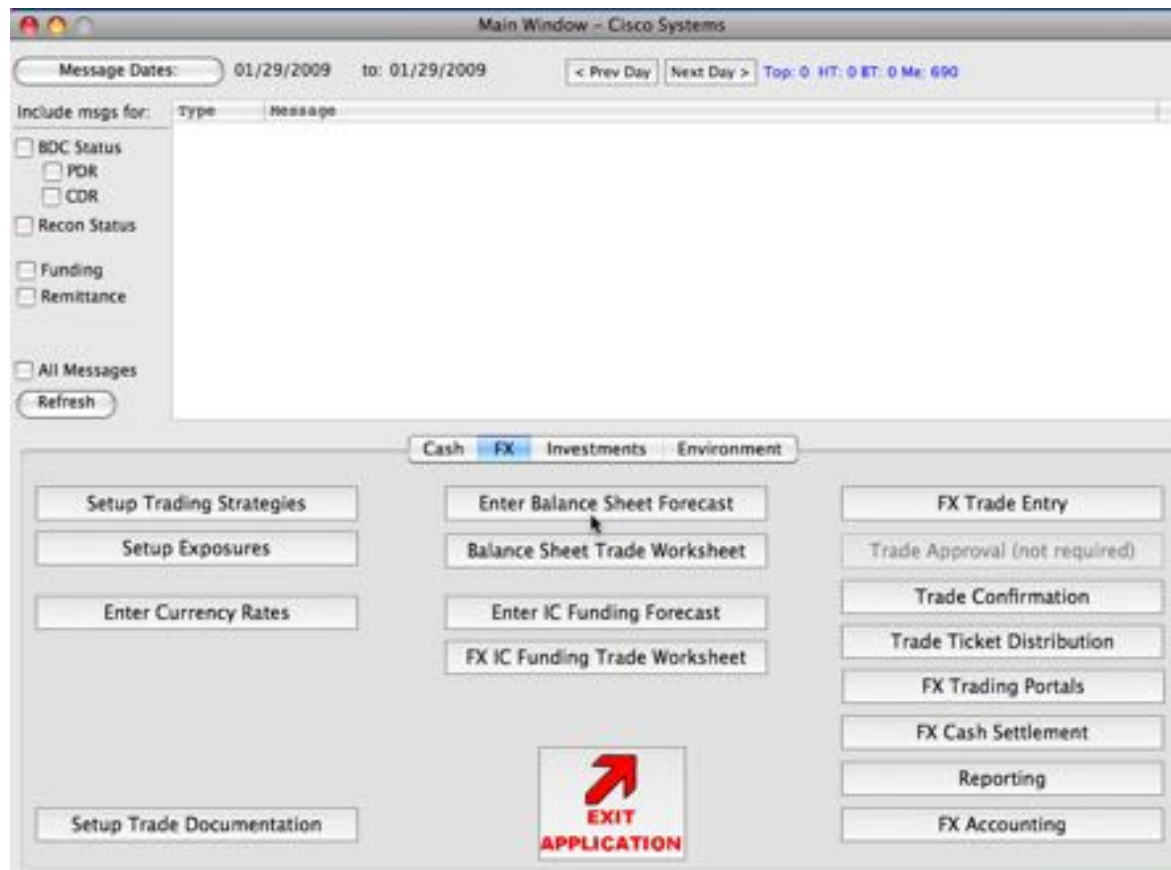 Main Window – Cisco Systems
Message Dates: 01/29/2009 to: 01/29/2009 < Prev Day Next Day > Top: 0 HT: 0 BT: 0 Me: 690
Include msgs for: Type Message
BDC Status
PDR
CDR
Recon Status
Funding
Remittance
All Messages
Refresh
Cash FX Investments Environment
Setup Trading Strategies
Setup Exposures
Enter Currency Rates
Setup Trade Documentation
Enter Balance Sheet Forecast
Balance Sheet Trade Worksheet
Enter IC Funding Forecast
FX IC Funding Trade Worksheet
EXIT
APPLICATION
FX Trade Entry
Trade Approval (not required)
Trade Confirmation
Trade Ticket Distribution
FX Trading Portals
FX Cash Settlement
Reporting
FX Accounting